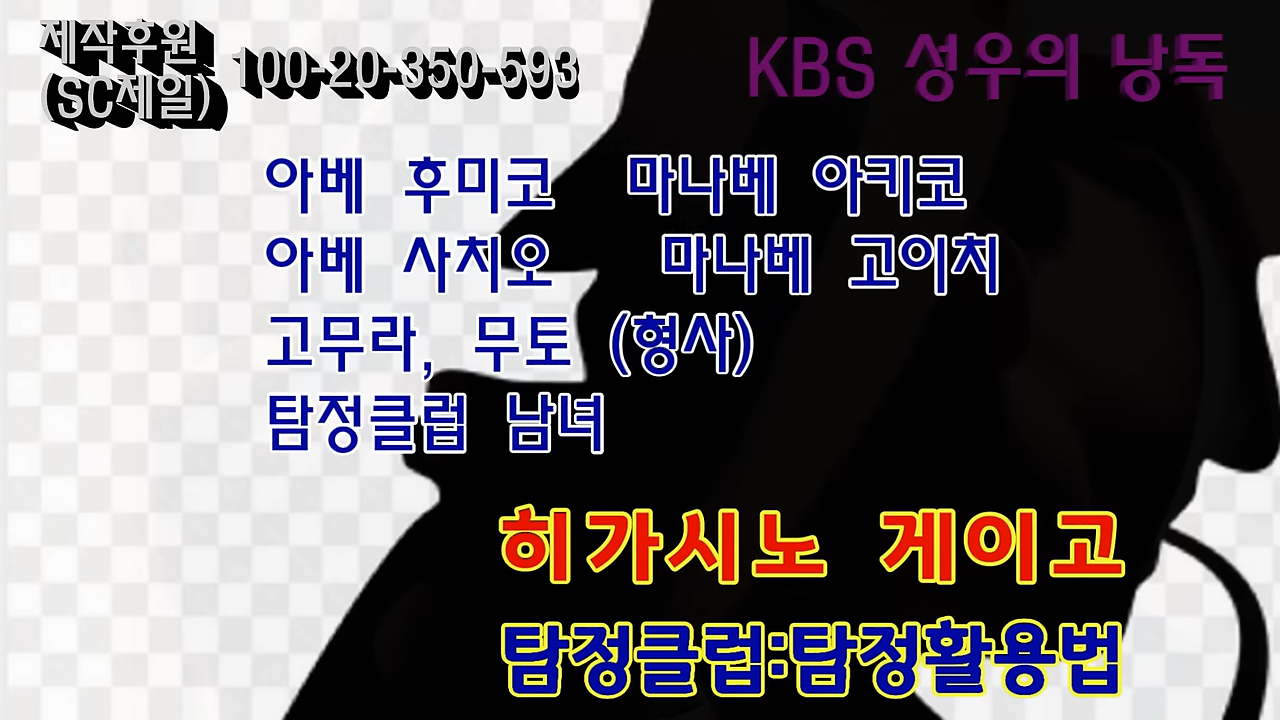 제작후원
(SC제일) 100-20-350-593
KBS 성우의 낭독
아베 후미코 마나베 아키코
아베 사치오 마나베 고이치
고무라, 무토 (형사)
탐정클럽 남녀
히가시노 게이고
탐정클럽:탐정활용법